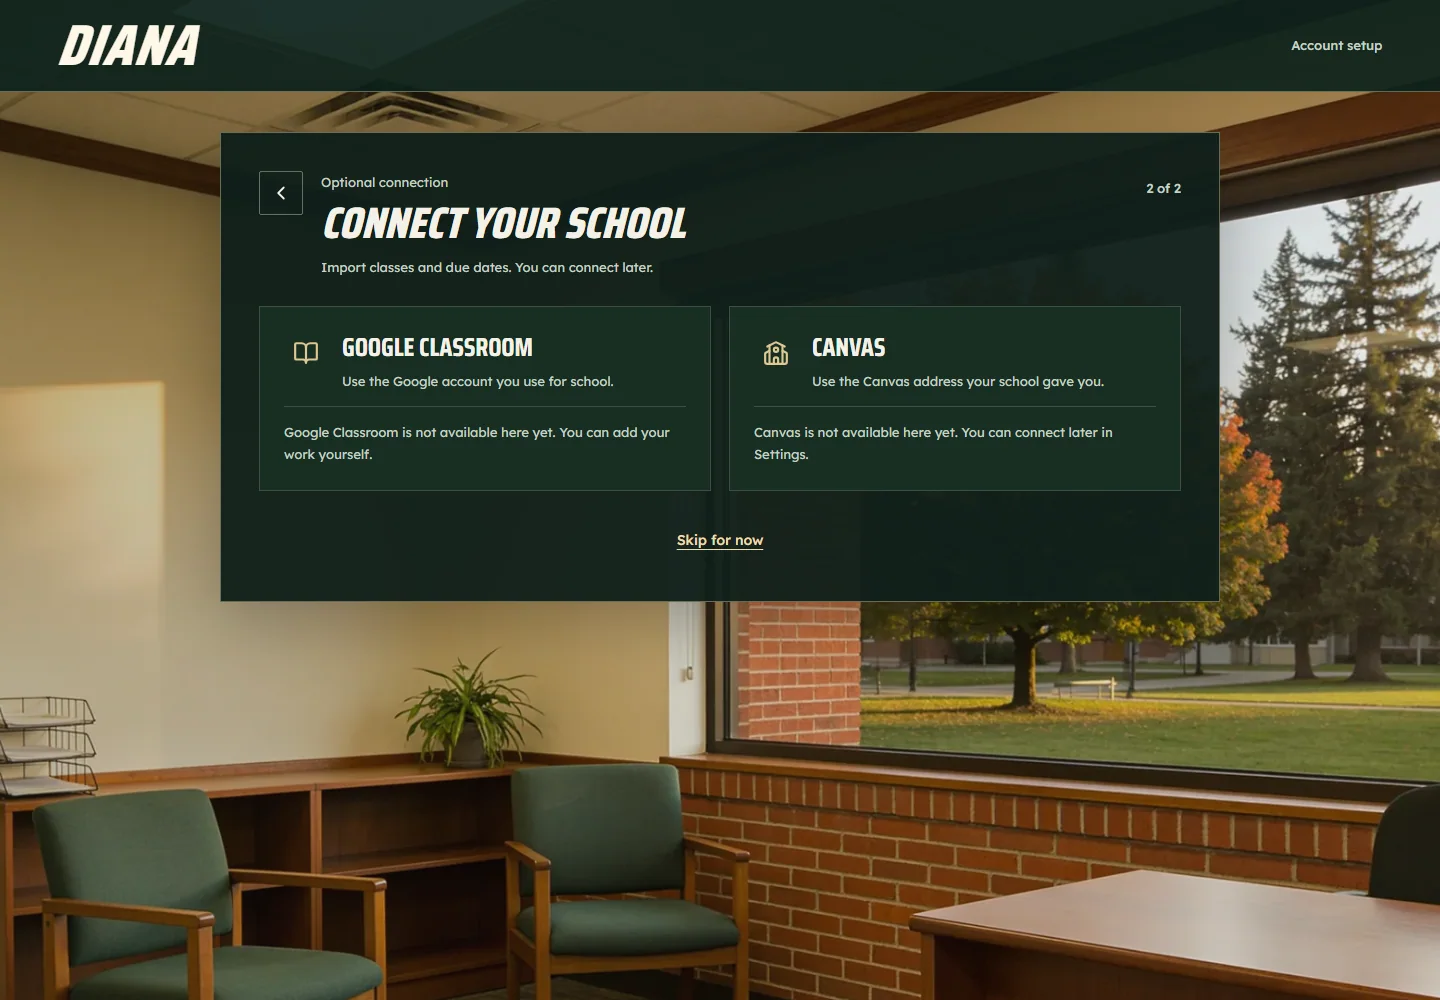 DIANA
Account setup
Optional connection
2 of 2
CONNECT YOUR SCHOOL
Import classes and due dates. You can connect later.
GOOGLE CLASSROOM
Use the Google account you use for school.
Google Classroom is not available here yet. You can add your
work yourself.
CANVAS
Use the Canvas address your school gave you.
Canvas is not available here yet. You can connect later in
Settings.
Skip for now